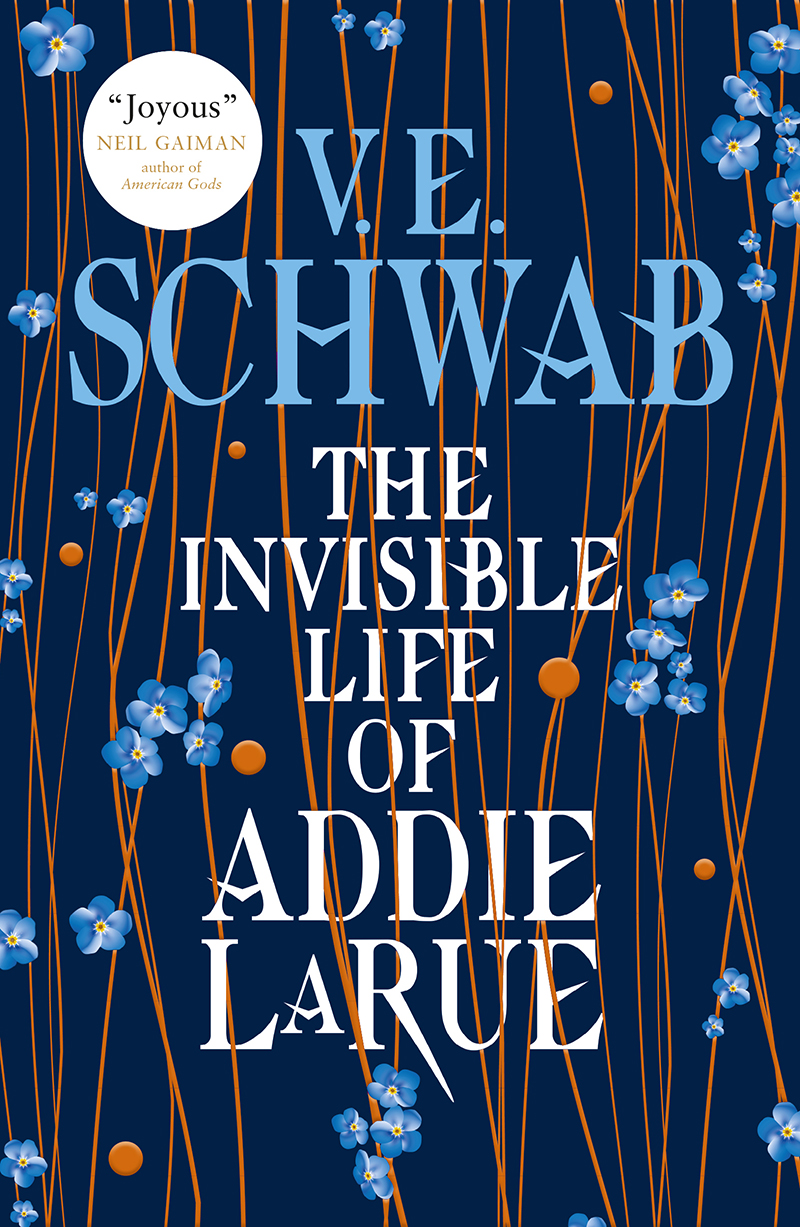 “Joyous”
NEIL GAIMAN
author of
American Gods
V. E.
SCHWAB
THE
INVISIBLE
LIFE
OF
ADDIE
LARUE